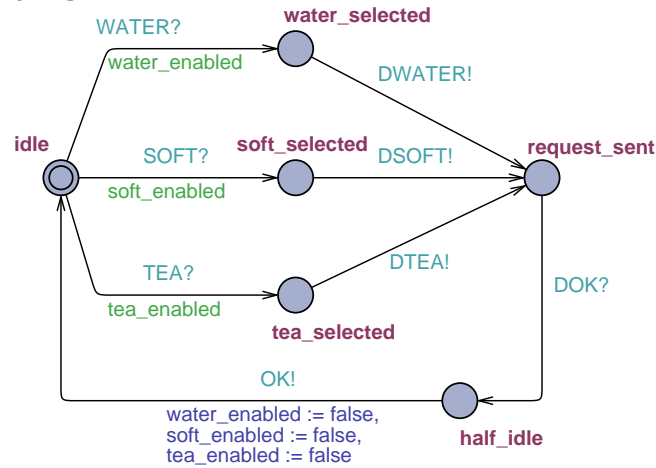 water_selected
WATER?
water_enabled
DWATER!
idle
SOFT?
soft_selected
DSOFT!
request_sent
soft_enabled
TEA?
DTEA!
tea_enabled
DOK?
tea_selected
OK!
water_enabled := false,
soft_enabled := false,
tea_enabled := false
half_idle